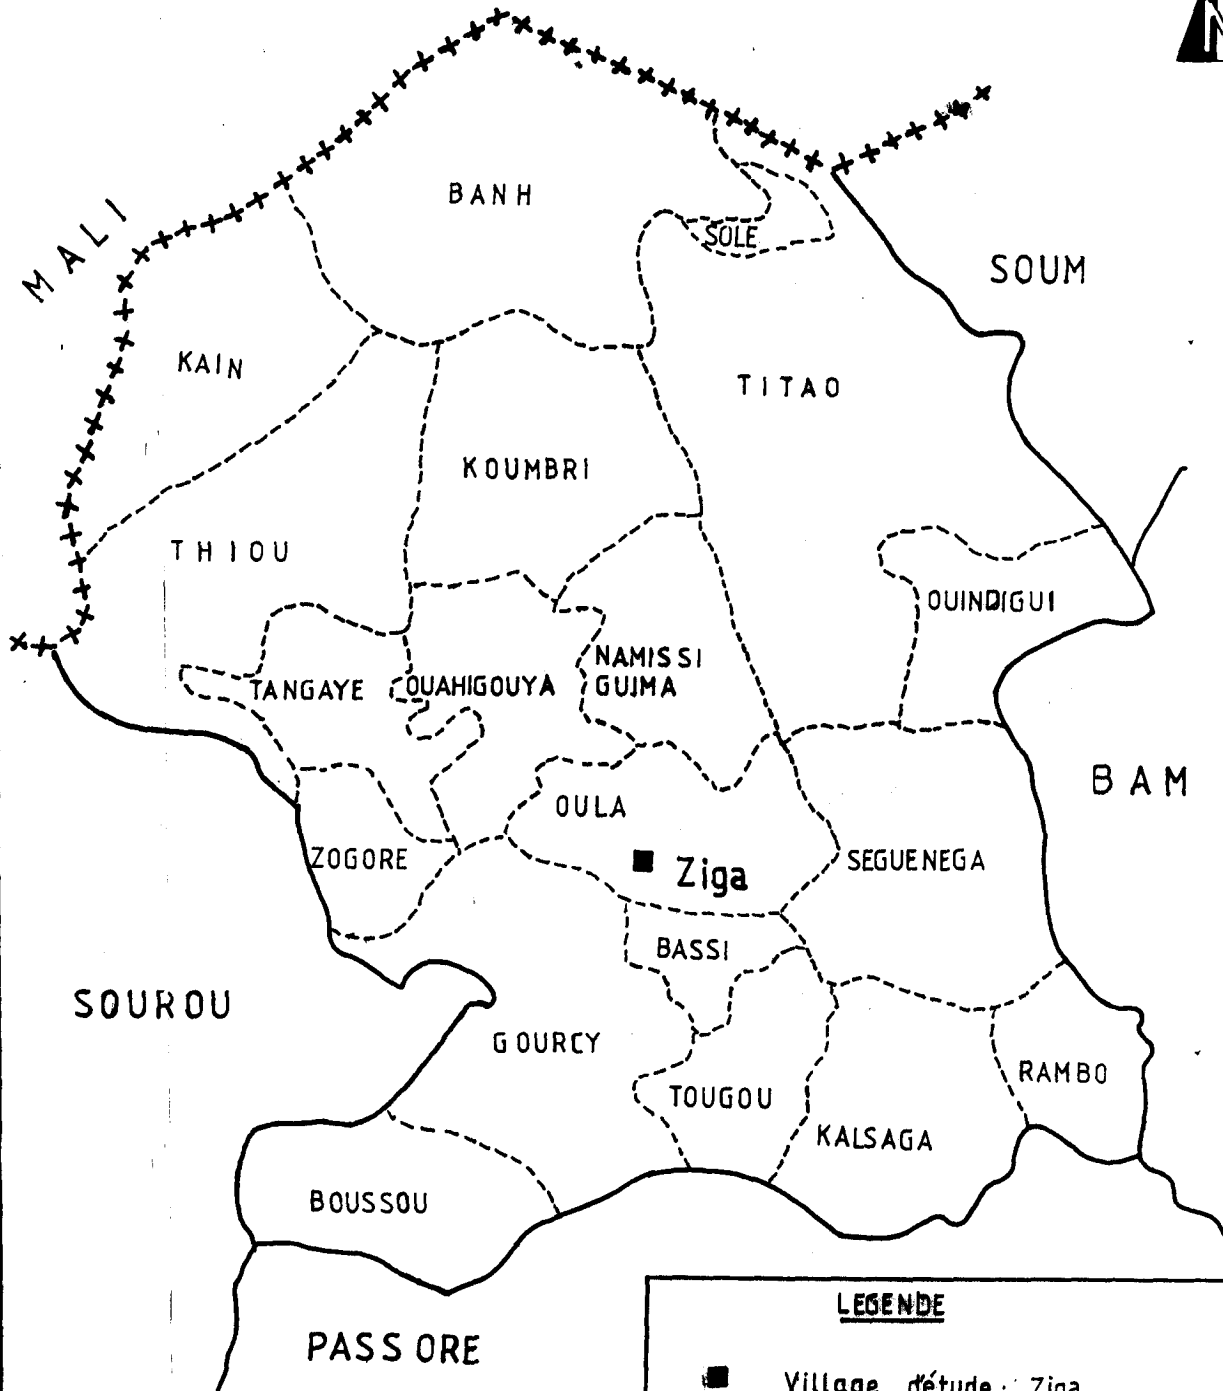 N
BANH
MALI
SOLE
SOUM
KAIN
TITAO
KOUMBRI
THIOU
OUINDIGUI
NAMISSI
GUIMA
TANGAYE
OUAHIGOUYA
BAM
OULA
ZOGORE
Ziga
SEGUENEGA
BASSI
SOUROU
GOURCY
RAMBO
TOUGOU
KALSAGA
BOUSSOU
LEGENDE
PASSORE
Village d'étude : Ziga